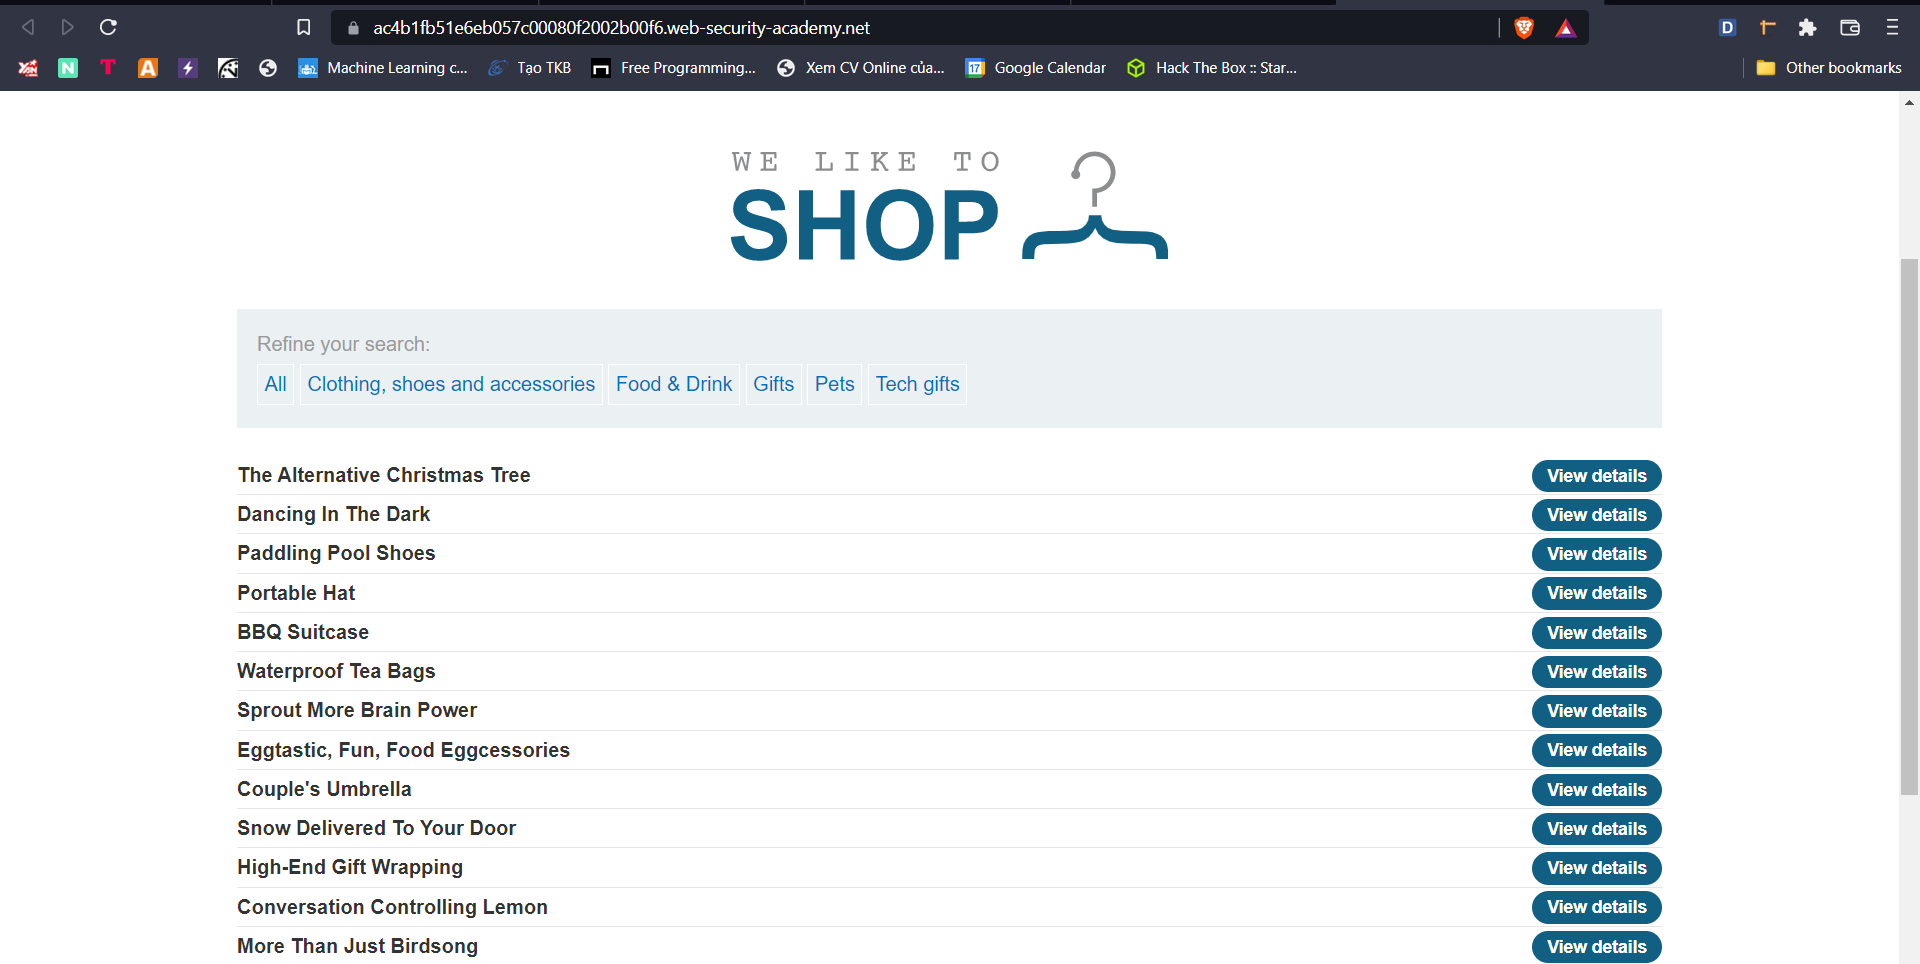 ac4b1fb51e6eb057c00080f2002b00f6.web-security-academy.net
Machine Learning c... Tạo TKB Free Programming... Xem CV Online của... 17 Google Calendar Hack The Box :: Star... Other bookmarks
WE LIKE TO
SHOP
Refine your search:
All Clothing, shoes and accessories Food & Drink Gifts Pets Tech gifts
The Alternative Christmas Tree View details
Dancing In The Dark View details
Paddling Pool Shoes View details
Portable Hat View details
BBQ Suitcase View details
Waterproof Tea Bags View details
Sprout More Brain Power View details
Eggtastic, Fun, Food Eggcessories View details
Couple's Umbrella View details
Snow Delivered To Your Door View details
High-End Gift Wrapping View details
Conversation Controlling Lemon View details
More Than Just Birdsong View details